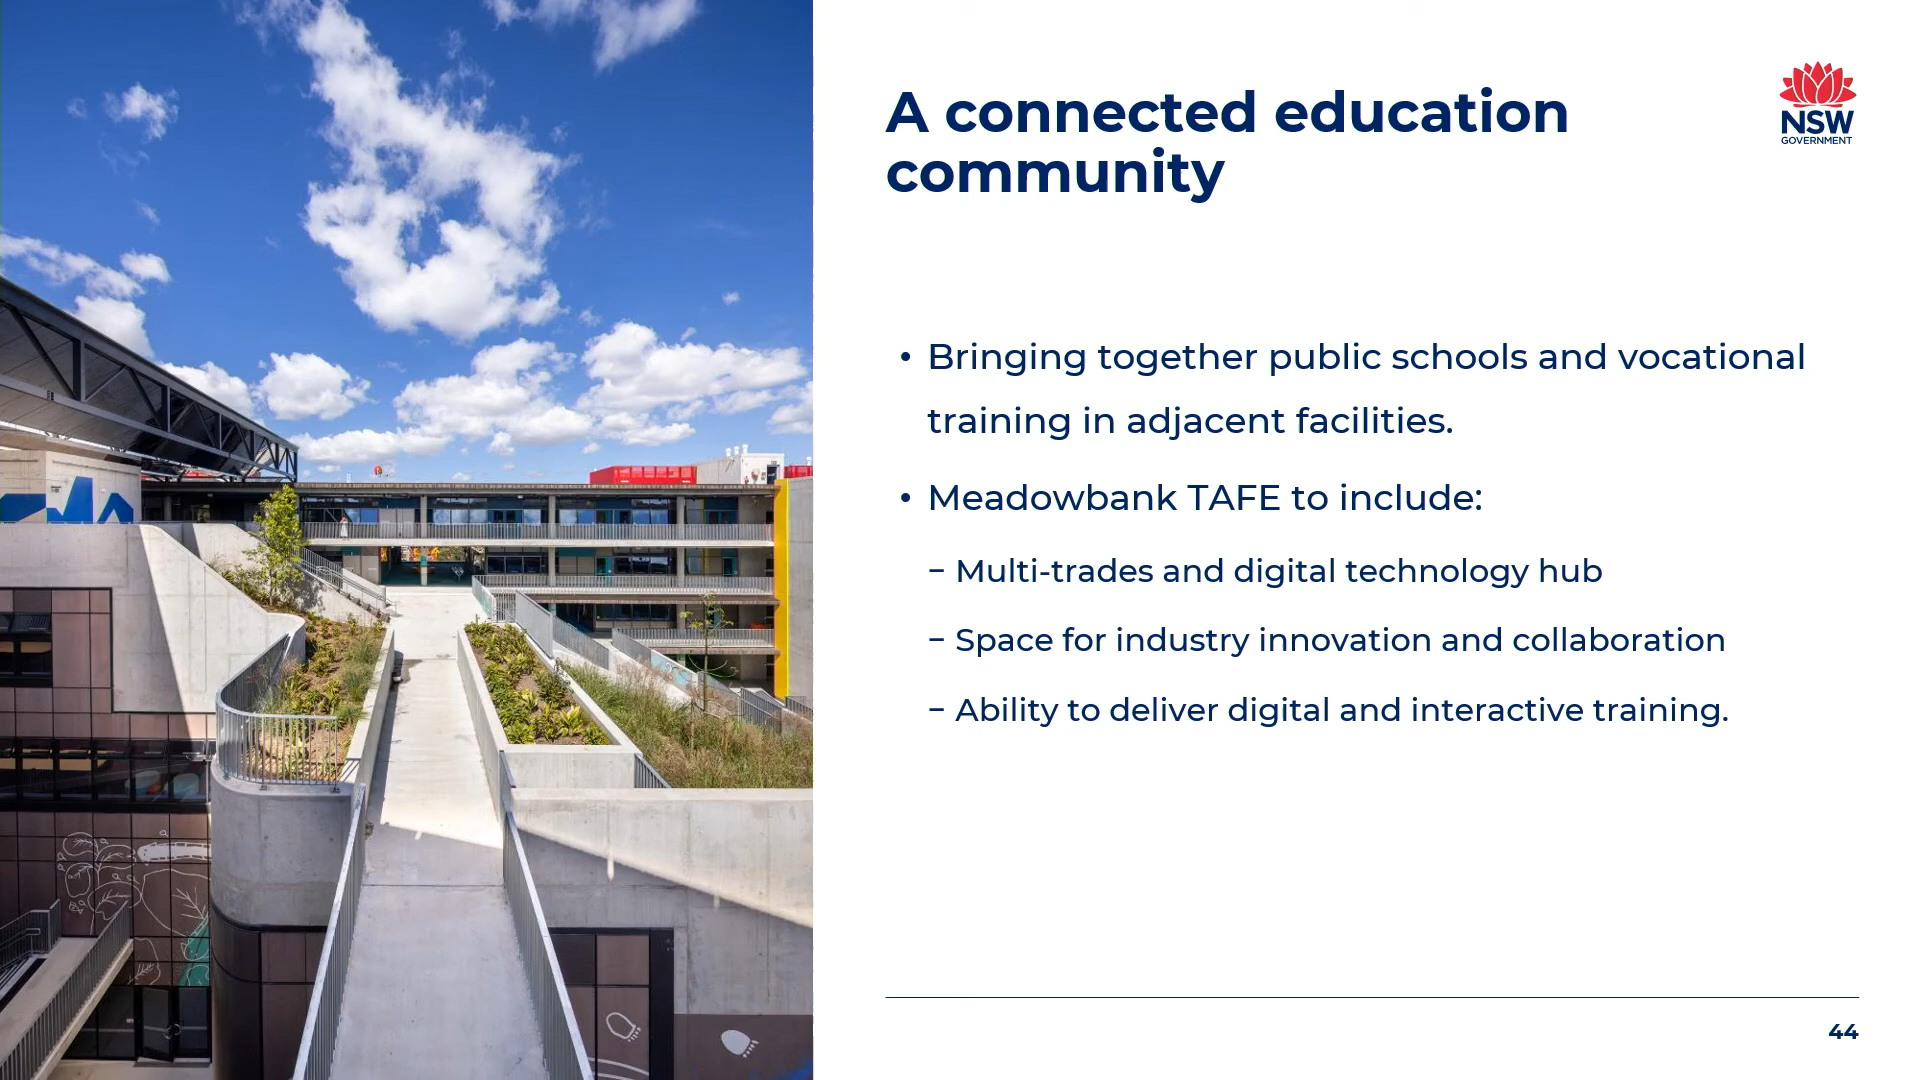 A connected education
community
NSW
GOVERNMENT
• Bringing together public schools and vocational
training in adjacent facilities.
• Meadowbank TAFE to include:
– Multi-trades and digital technology hub
– Space for industry innovation and collaboration
– Ability to deliver digital and interactive training.
44